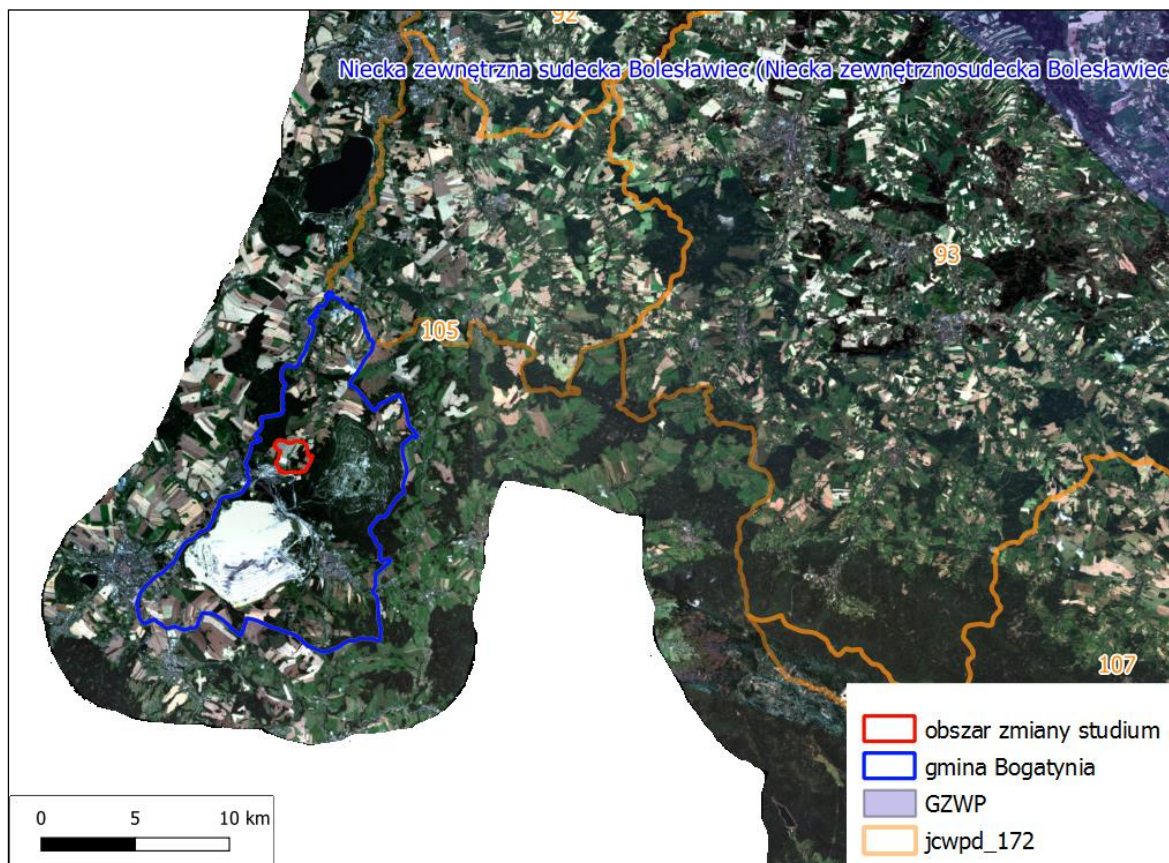 92
Niecka zewnętrzna sudecka Bolesławiec (Niecka zewnętrznosudecka Bolesławiec
93
105
107
obszar zmiany studium
gmina Bogatynia
GZWP
jcwpd_172
0 5 10 km